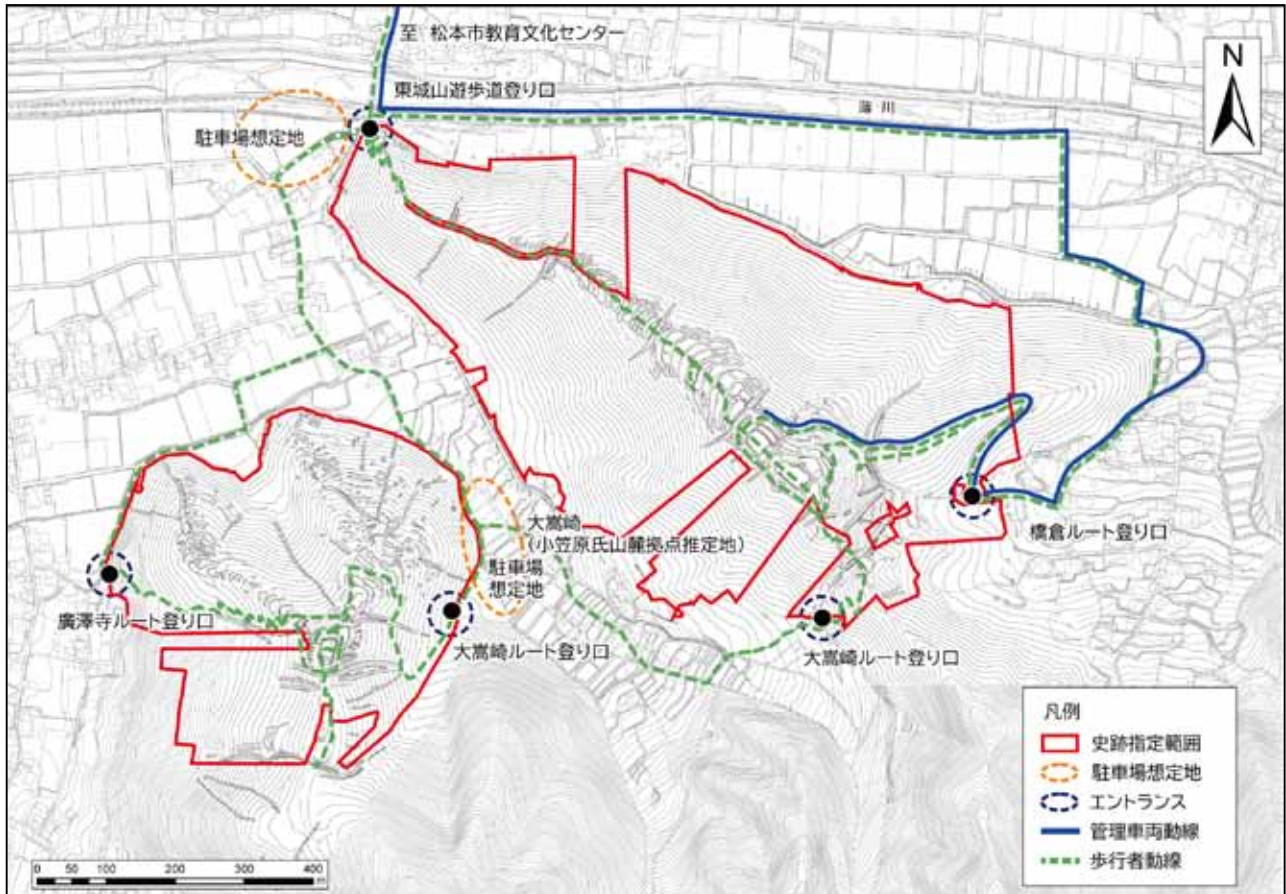 至 松本市教育文化センター
東城山遊歩道登り口
薄 川
N
駐車場想定地
大嵩崎
(小笠原氏山麓拠点推定地)
駐車場
想定地
橋倉ルート登り口
廣澤寺ルート登り口
大嵩崎ルート登り口
大嵩崎ルート登り口
凡例
史跡指定範囲
駐車場想定地
エントランス
管理車両動線
歩行者動線
0 50 100 200 300 400
m